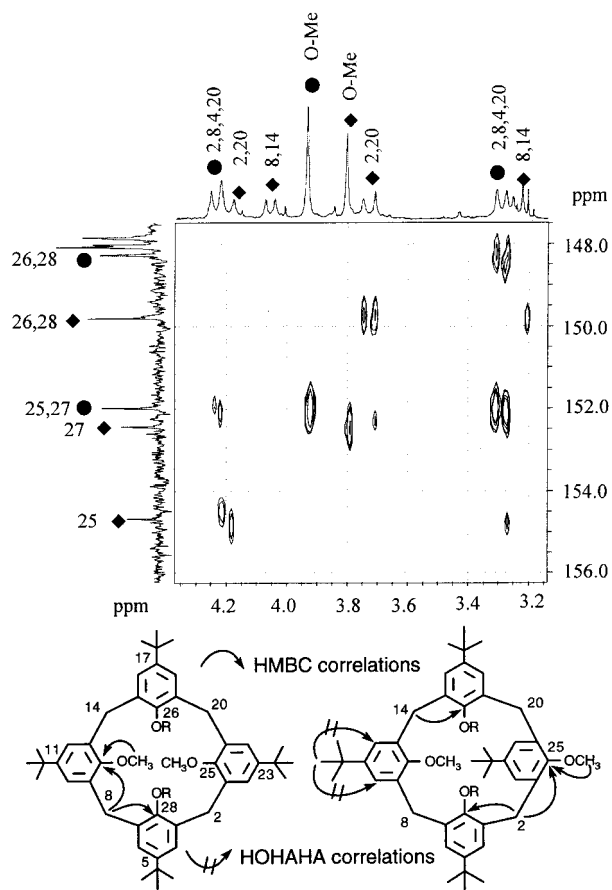 O-Me
O-Me
● 2,8,4,20
◆ 2,20
◆ 8,14
●
◆
◆ 2,20
● 2,8,4,20
◆ 8,14
ppm
26,28 ●
26,28 ◆
25,27 ●
27 ◆
25 ◆
148.0
150.0
152.0
154.0
156.0
ppm
4.2
4.0
3.8
3.6
3.4
3.2
HMBC correlations
HOHAHA correlations
17
14
20
26
OR
11
OCH₃
CH₃O
25
23
8
OR
28
2
5
14
20
OR
25
OCH₃
OCH₃
OR
8
2